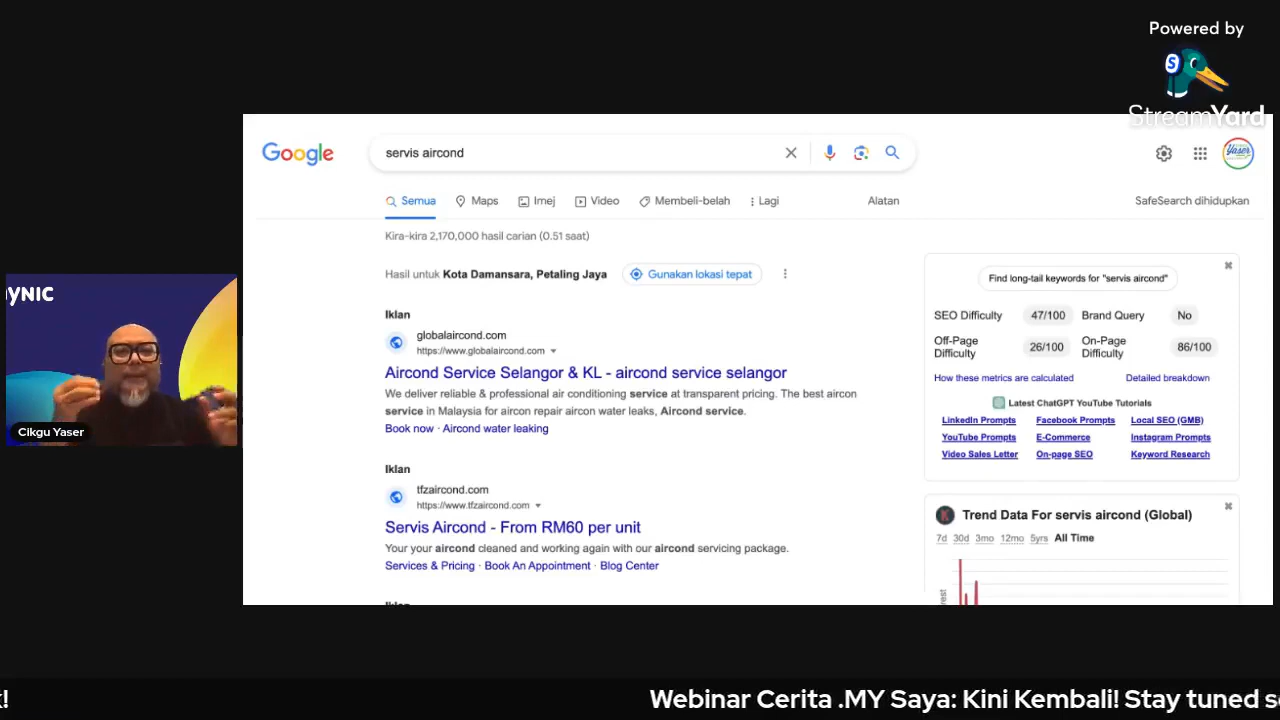 Powered by
S
StreamYard
Google
servis aircond
Yaser
Semua
Maps
Imej
Video
Membeli-belah
Lagi
Alatan
SafeSearch dihidupkan
Kira-kira 2,170,000 hasil carian (0.51 saat)
Hasil untuk Kota Damansara, Petaling Jaya
Gunakan lokasi tepat
Iklan
globalaircond.com
https://www.globalaircond.com
Aircond Service Selangor & KL - aircond service selangor
We deliver reliable & professional air conditioning service at transparent pricing. The best aircon
service in Malaysia for aircon repair aircon water leaks, Aircond service.
Book now · Aircond water leaking
Iklan
tfzaircond.com
https://www.tfzaircond.com
Servis Aircond - From RM60 per unit
Your your aircond cleaned and working again with our aircond servicing package.
Services & Pricing · Book An Appointment · Blog Center
Iklan
Find long-tail keywords for "servis aircond"
SEO Difficulty 47/100 Brand Query No
Off-Page Difficulty 26/100 On-Page Difficulty 86/100
How these metrics are calculated
Detailed breakdown
Latest ChatGPT YouTube Tutorials
LinkedIn Prompts Facebook Prompts Local SEO (GMB)
YouTube Prompts E-Commerce Instagram Prompts
Video Sales Letter On-page SEO Keyword Research
K
Trend Data For servis aircond (Global)
7d 30d 3mo 12mo 5yrs All Time
YNIC
Cikgu Yaser
Webinar Cerita .MY Saya: Kini Kembali! Stay tuned